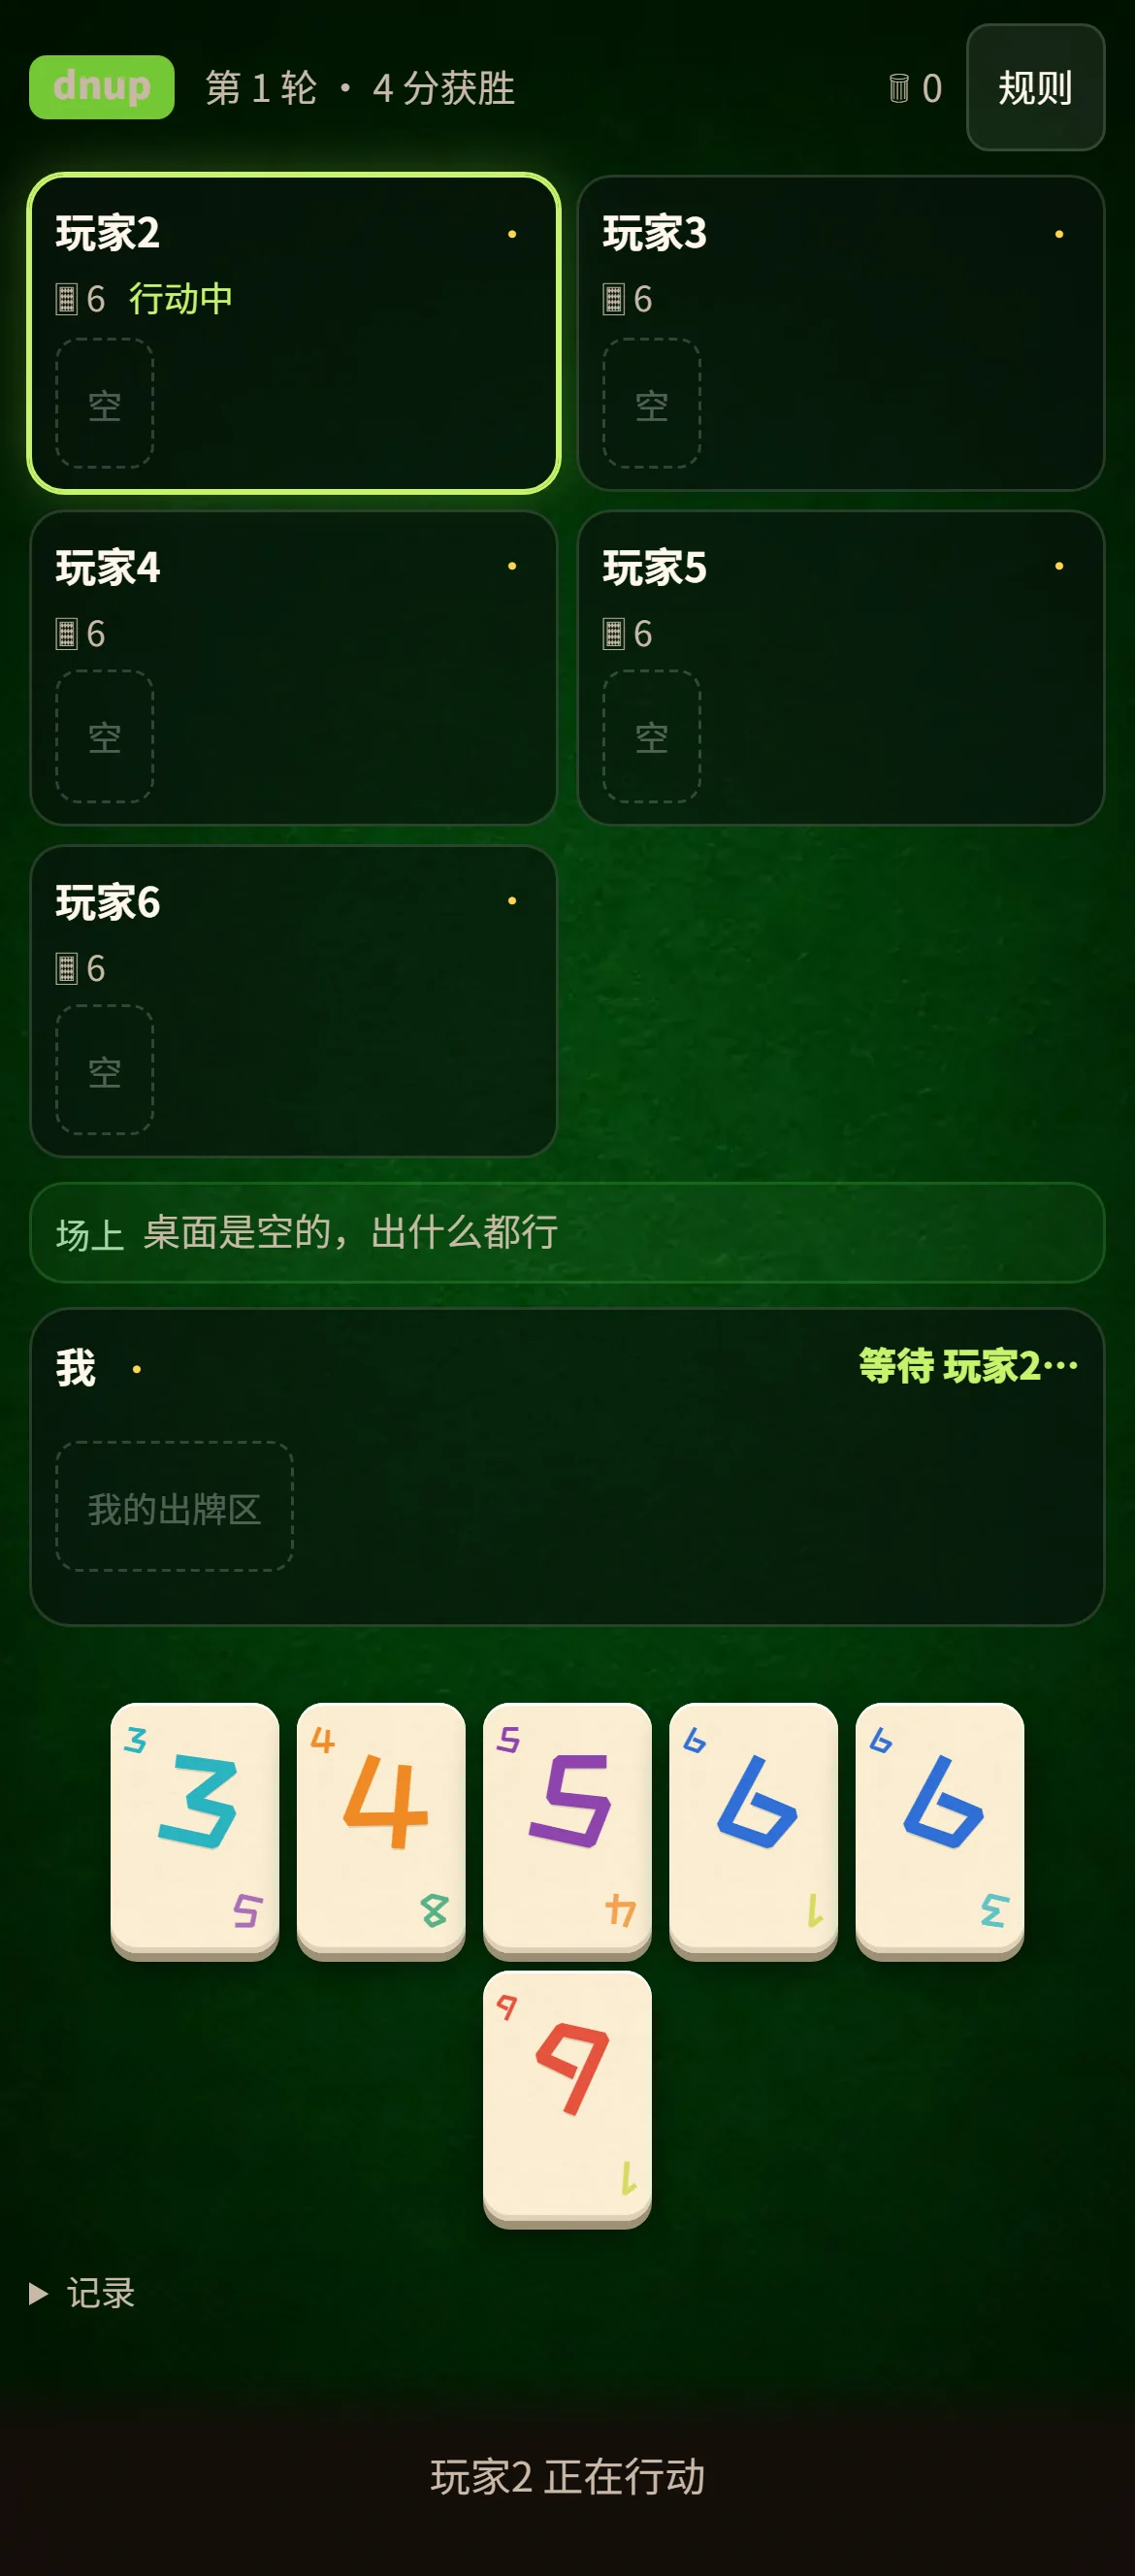 dnup 第 1 轮 · 4 分获胜 0 规则
玩家2
6 行动中
空
玩家3
6
空
玩家4
6
空
玩家5
6
空
玩家6
6
空
场上 桌面是空的，出什么都行
我 等待 玩家2…
我的出牌区
3 3 5
4 4 8
5 5 4
6 6 1
6 6 3
9 9 1
▶ 记录
玩家2 正在行动